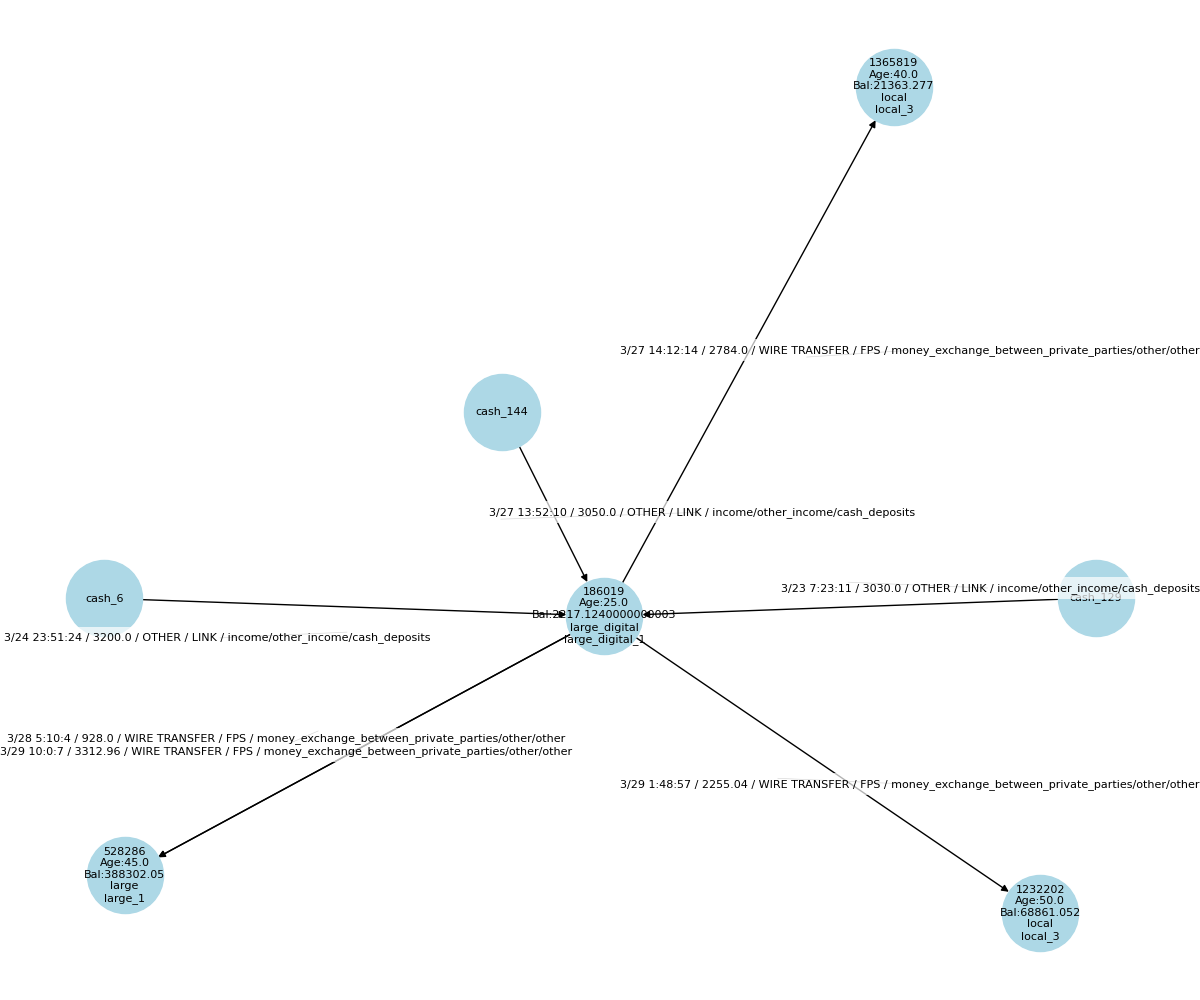 1365819
Age:40.0
Bal:21363.277
local
local_3
3/27 14:12:14 / 2784.0 / WIRE TRANSFER / FPS / money_exchange_between_private_parties/other/other
cash_144
3/27 13:52:10 / 3050.0 / OTHER / LINK / income/other_income/cash_deposits
3/23 7:23:11 / 3030.0 / OTHER / LINK / income/other_income/cash_deposits
cash_129
cash_6
186019
Age:25.0
Bal:2217.1240000000003
large_digital
large_digital_1
3/24 23:51:24 / 3200.0 / OTHER / LINK / income/other_income/cash_deposits
3/28 5:10:4 / 928.0 / WIRE TRANSFER / FPS / money_exchange_between_private_parties/other/other
3/29 10:0:7 / 3312.96 / WIRE TRANSFER / FPS / money_exchange_between_private_parties/other/other
3/29 1:48:57 / 2255.04 / WIRE TRANSFER / FPS / money_exchange_between_private_parties/other/other
528286
Age:45.0
Bal:388302.05
large
large_1
1232202
Age:50.0
Bal:68861.052
local
local_3